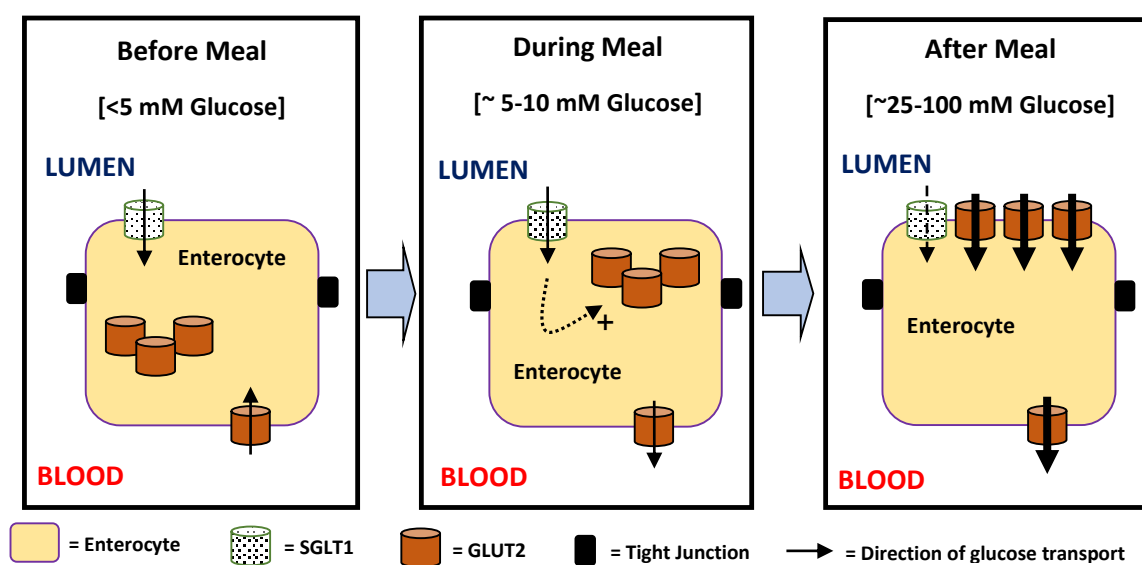 Before Meal
[<5 mM Glucose]
LUMEN
Enterocyte
BLOOD
During Meal
[~ 5-10 mM Glucose]
LUMEN
+
Enterocyte
BLOOD
After Meal
[~25-100 mM Glucose]
LUMEN
Enterocyte
BLOOD
= Enterocyte
= SGLT1
= GLUT2
= Tight Junction
= Direction of glucose transport